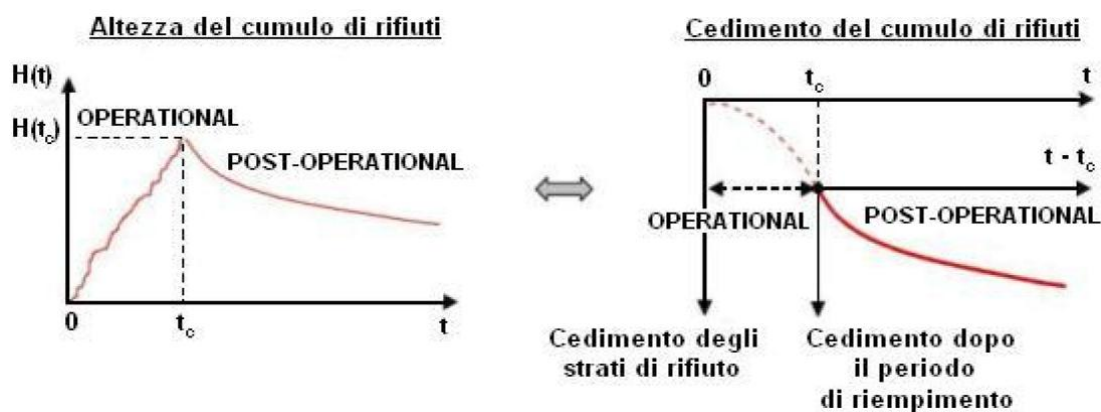 Altezza del cumulo di rifiuti
H(t)
OPERATIONAL
H(tc)
POST-OPERATIONAL
0
tc
t
Cedimento del cumulo di rifiuti
0
tc
t
t - tc
OPERATIONAL
POST-OPERATIONAL
Cedimento degli
strati di rifiuto
Cedimento dopo
il periodo
di riempimento